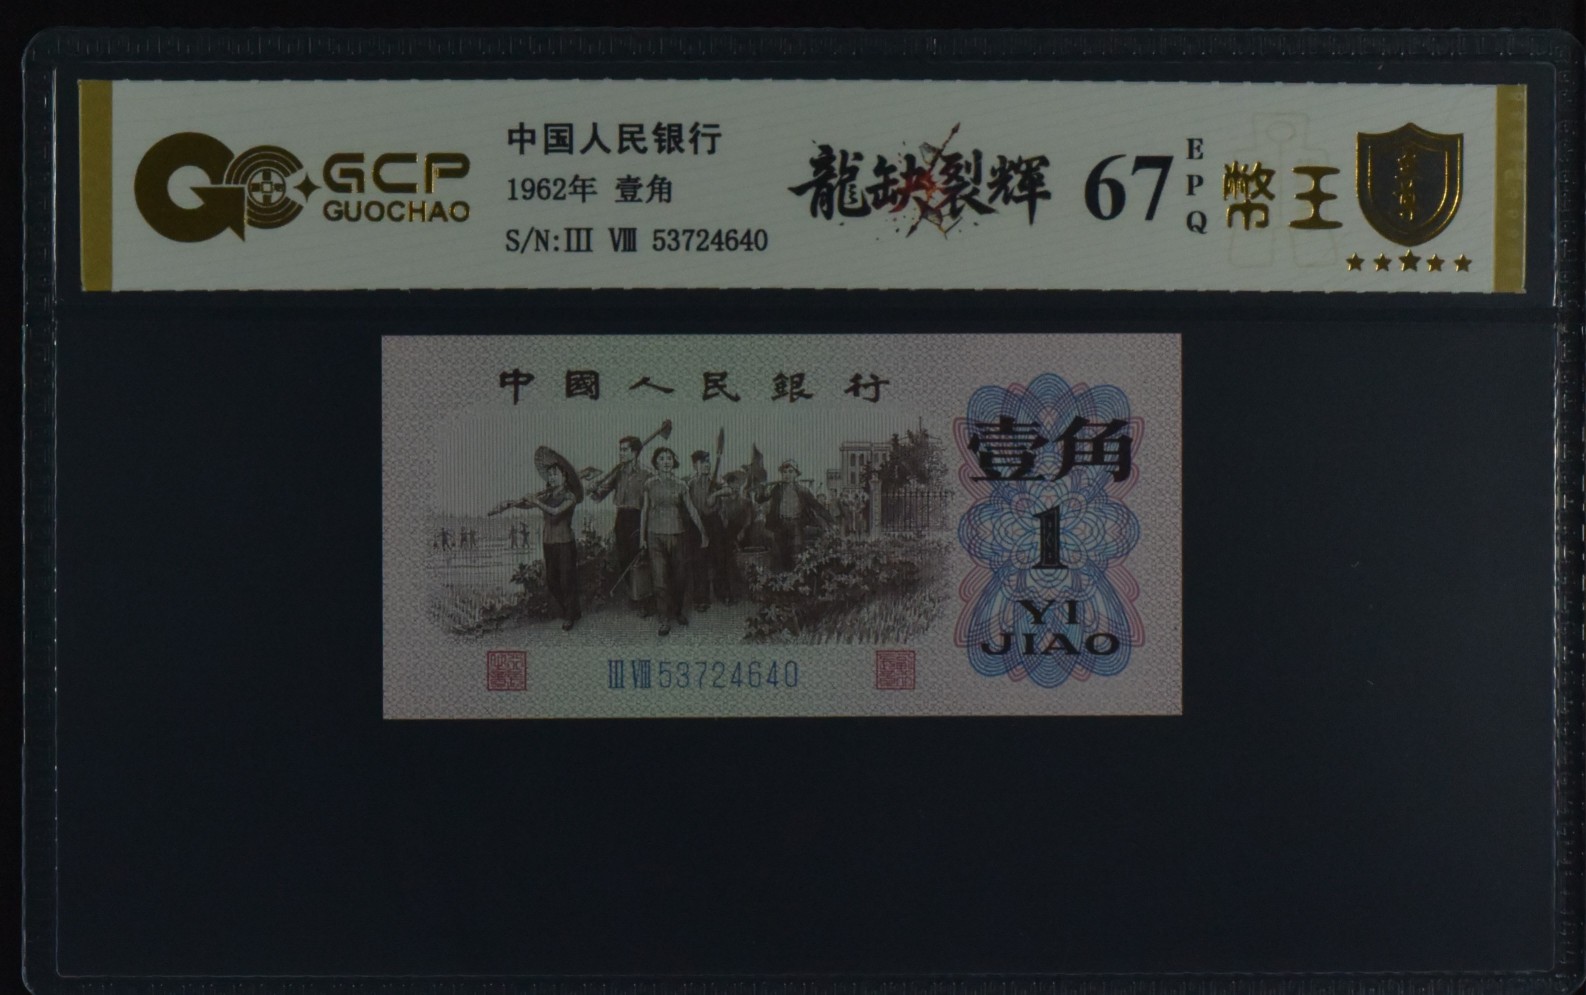 GCP
GUOCHAO
中国人民银行
1962年 壹角
S/N:III VIII 53724640
龍缺裂輝
67
EPQ
幣王
中國人民銀行
壹角
1
YI
JIAO
III VIII 53724640